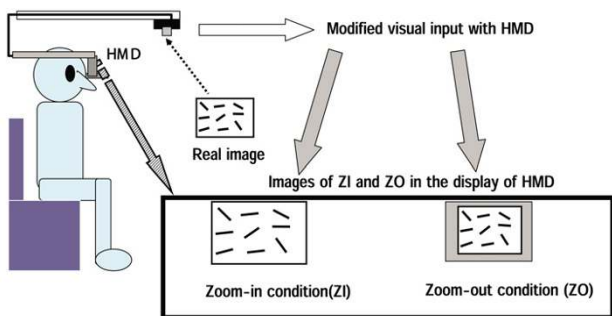 HMD
Modified visual input with HMD
Real image
Images of ZI and ZO in the display of HMD
Zoom-in condition(ZI)
Zoom-out condition (ZO)